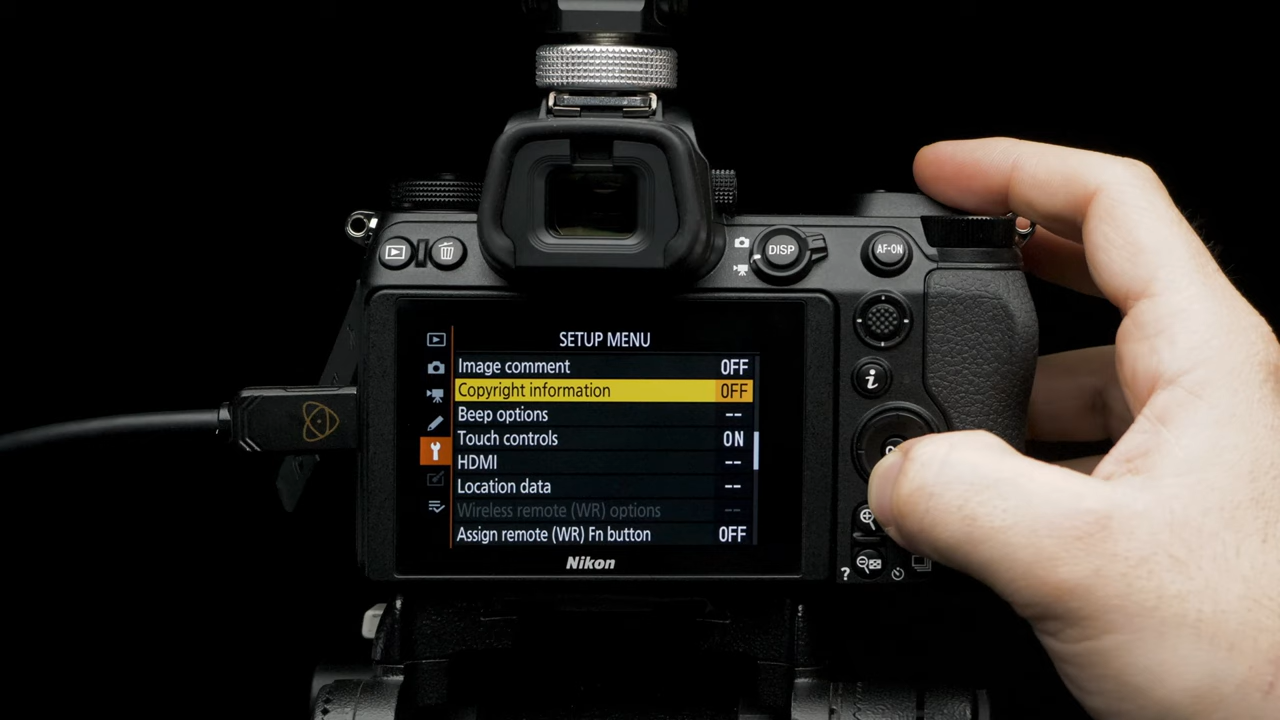 DISP
AF-ON
i
SETUP MENU
Image comment OFF
Copyright information OFF
Beep options --
Touch controls ON
HDMI --
Location data --
Wireless remote (WR) options --
Assign remote (WR) Fn button OFF
Nikon
?